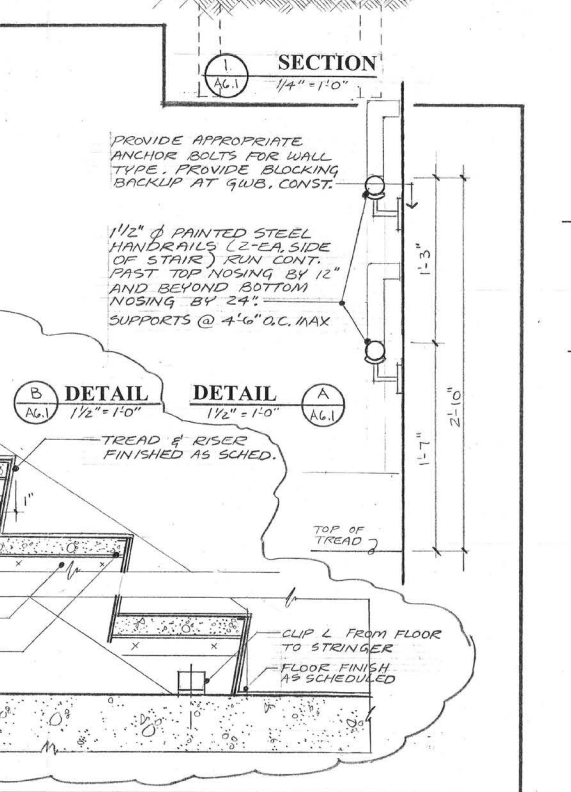 1
A6.1
SECTION
1/4" = 1'-0"
PROVIDE APPROPRIATE
ANCHOR BOLTS FOR WALL
TYPE. PROVIDE BLOCKING
BACKUP AT GWB. CONST.
1 1/2" ϕ PAINTED STEEL
HANDRAILS (2-EA. SIDE
OF STAIR) RUN CONT.
PAST TOP NOSING BY 12"
AND BEYOND BOTTOM
NOSING BY 24".
SUPPORTS @ 4'-6" O.C. MAX
1'-3"
2'-10"
1'-7"
B
A6.1
DETAIL
1 1/2" = 1'-0"
DETAIL
1 1/2" = 1'-0"
A
A6.1
TREAD & RISER
FINISHED AS SCHED.
1"
TOP OF
TREAD
CLIP L FROM FLOOR
TO STRINGER
FLOOR FINISH
AS SCHEDULED